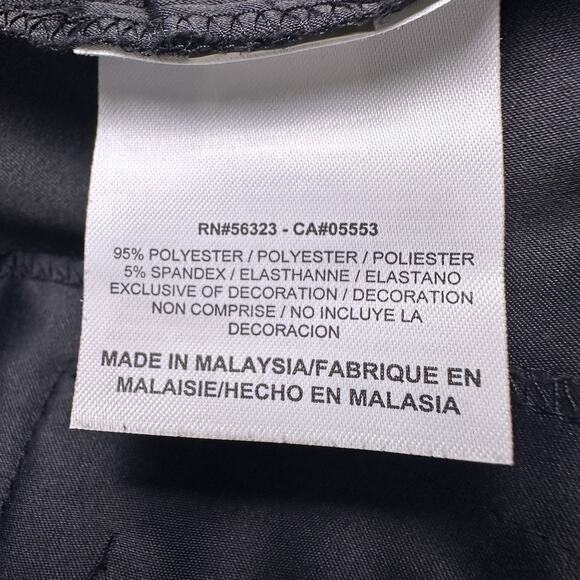 RN#56323 - CA#05553
95% POLYESTER / POLYESTER / POLIESTER
5% SPANDEX / ELASTHANNE / ELASTANO
EXCLUSIVE OF DECORATION / DECORATION
NON COMPRISE / NO INCLUYE LA
DECORACION
MADE IN MALAYSIA/FABRIQUE EN
MALAISIE/HECHO EN MALASIA